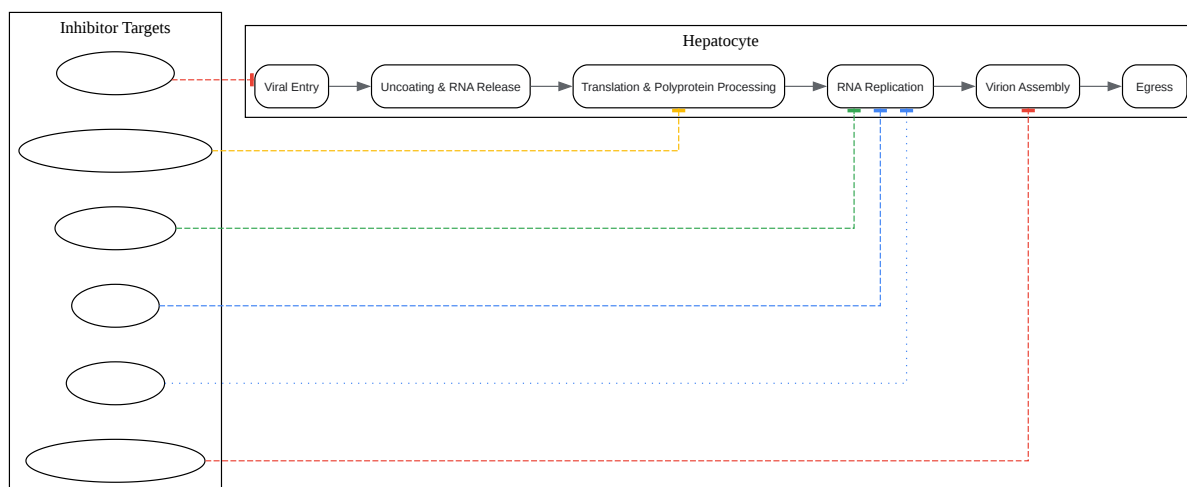 Inhibitor Targets
Hepatocyte
Viral Entry
Uncoating & RNA Release
Translation & Polyprotein Processing
RNA Replication
Virion Assembly
Egress